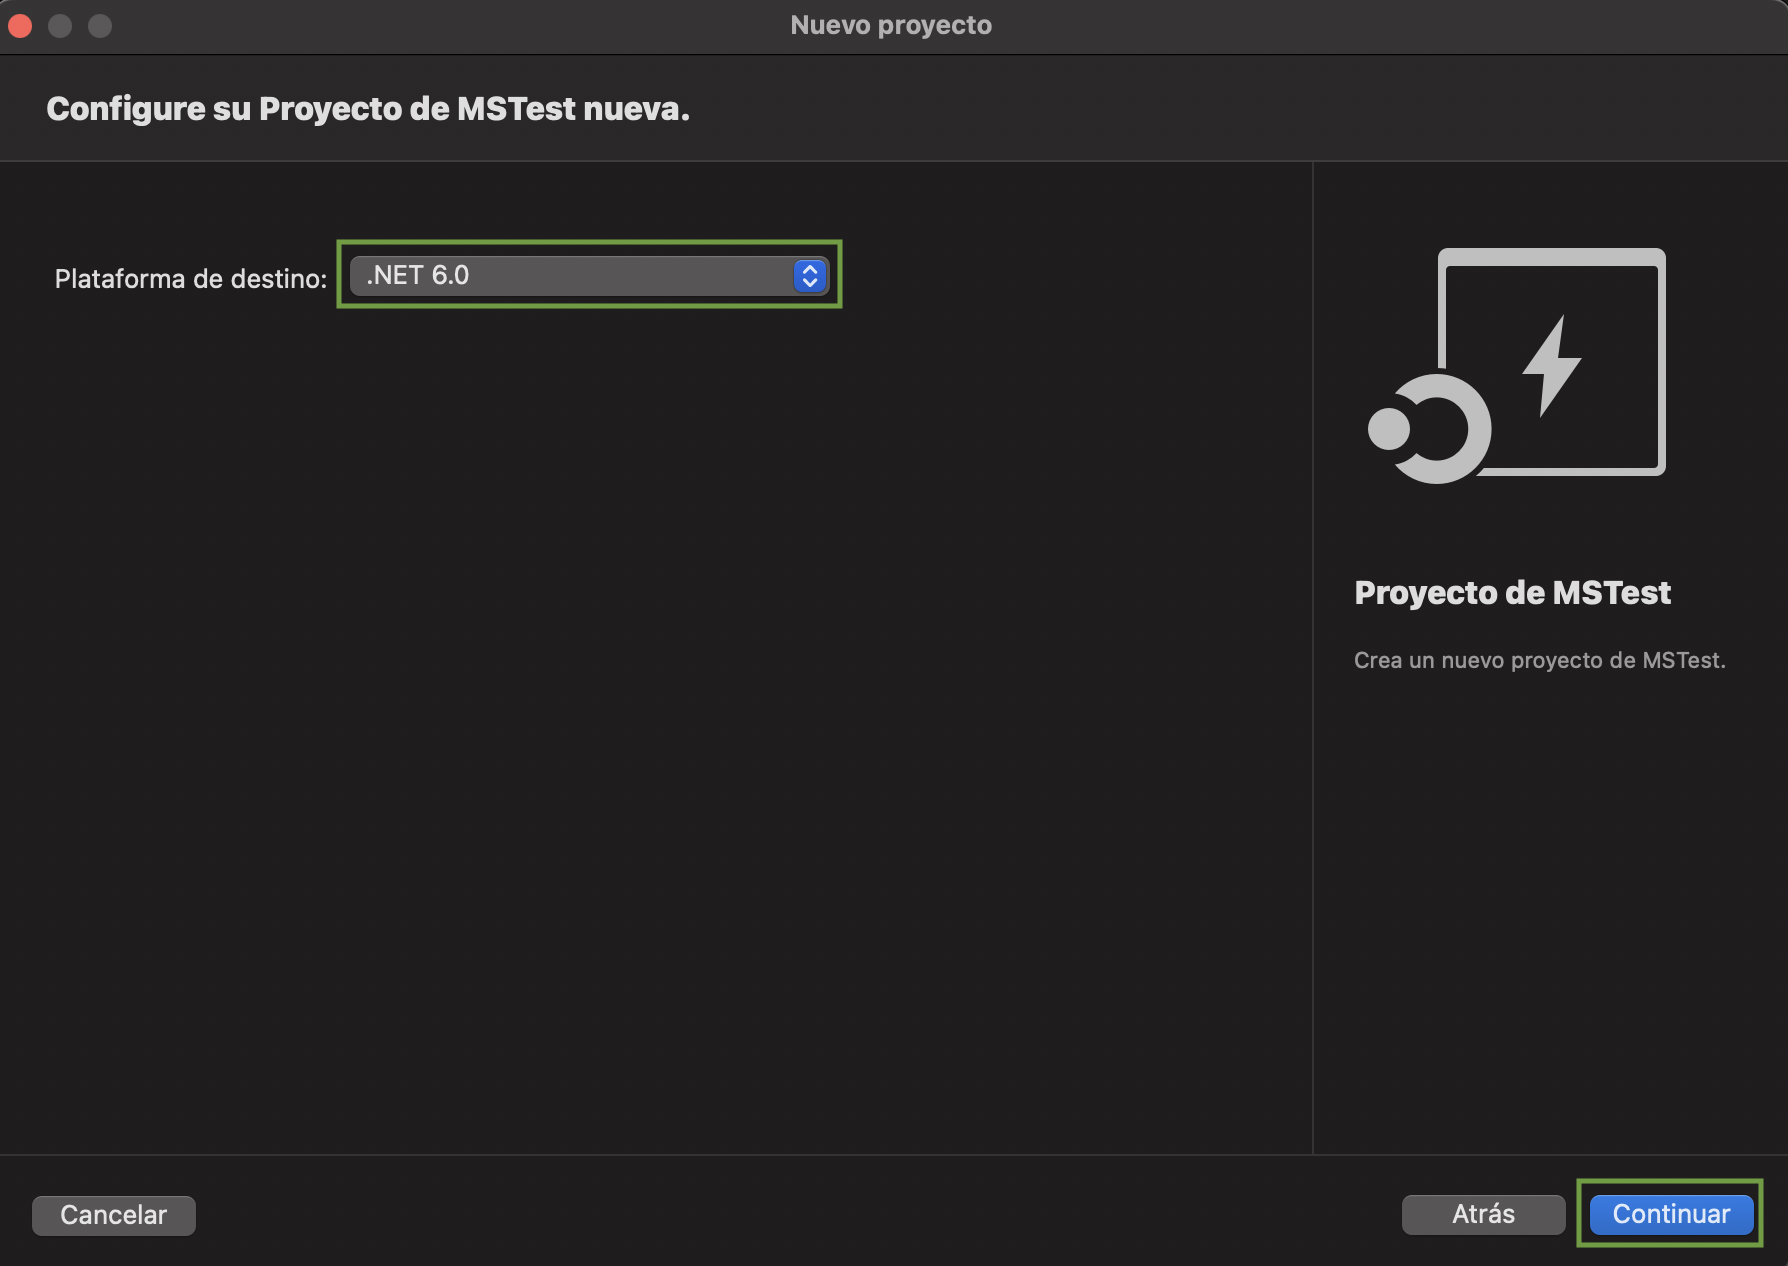 Nuevo proyecto
Configure su Proyecto de MSTest nueva.
Plataforma de destino: .NET 6.0
Proyecto de MSTest
Crea un nuevo proyecto de MSTest.
Cancelar Atrás Continuar